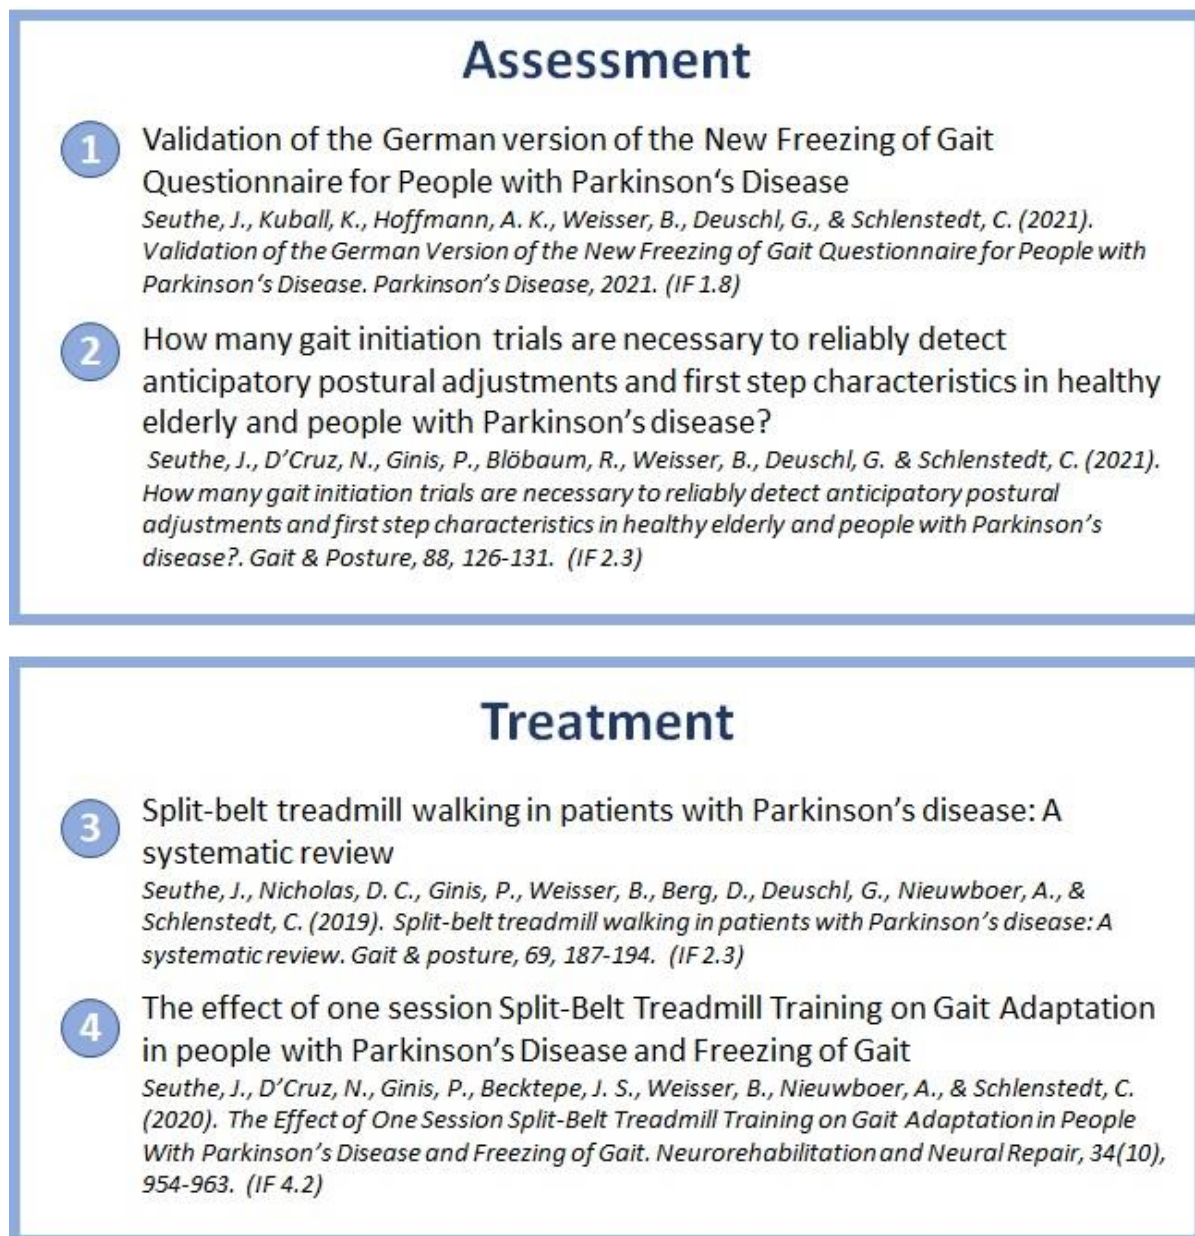 Assessment
1
Validation of the German version of the New Freezing of Gait
Questionnaire for People with Parkinson‘s Disease
Seuthe, J., Kuball, K., Hoffmann, A. K., Weisser, B., Deuschl, G., & Schlenstedt, C. (2021).
Validation of the German Version of the New Freezing of Gait Questionnaire for People with
Parkinson‘s Disease. Parkinson’s Disease, 2021. (IF 1.8)
2
How many gait initiation trials are necessary to reliably detect
anticipatory postural adjustments and first step characteristics in healthy
elderly and people with Parkinson’s disease?
Seuthe, J., D’Cruz, N., Ginis, P., Blöbaum, R., Weisser, B., Deuschl, G. & Schlenstedt, C. (2021).
How many gait initiation trials are necessary to reliably detect anticipatory postural
adjustments and first step characteristics in healthy elderly and people with Parkinson’s
disease?. Gait & Posture, 88, 126-131. (IF 2.3)
Treatment
3
Split-belt treadmill walking in patients with Parkinson’s disease: A
systematic review
Seuthe, J., Nicholas, D. C., Ginis, P., Weisser, B., Berg, D., Deuschl, G., Nieuwboer, A., &
Schlenstedt, C. (2019). Split-belt treadmill walking in patients with Parkinson’s disease: A
systematic review. Gait & posture, 69, 187-194. (IF 2.3)
4
The effect of one session Split-Belt Treadmill Training on Gait Adaptation
in people with Parkinson’s Disease and Freezing of Gait
Seuthe, J., D’Cruz, N., Ginis, P., Becktepe, J. S., Weisser, B., Nieuwboer, A., & Schlenstedt, C.
(2020). The Effect of One Session Split-Belt Treadmill Training on Gait Adaptation in People
With Parkinson’s Disease and Freezing of Gait. Neurorehabilitation and Neural Repair, 34(10),
954-963. (IF 4.2)